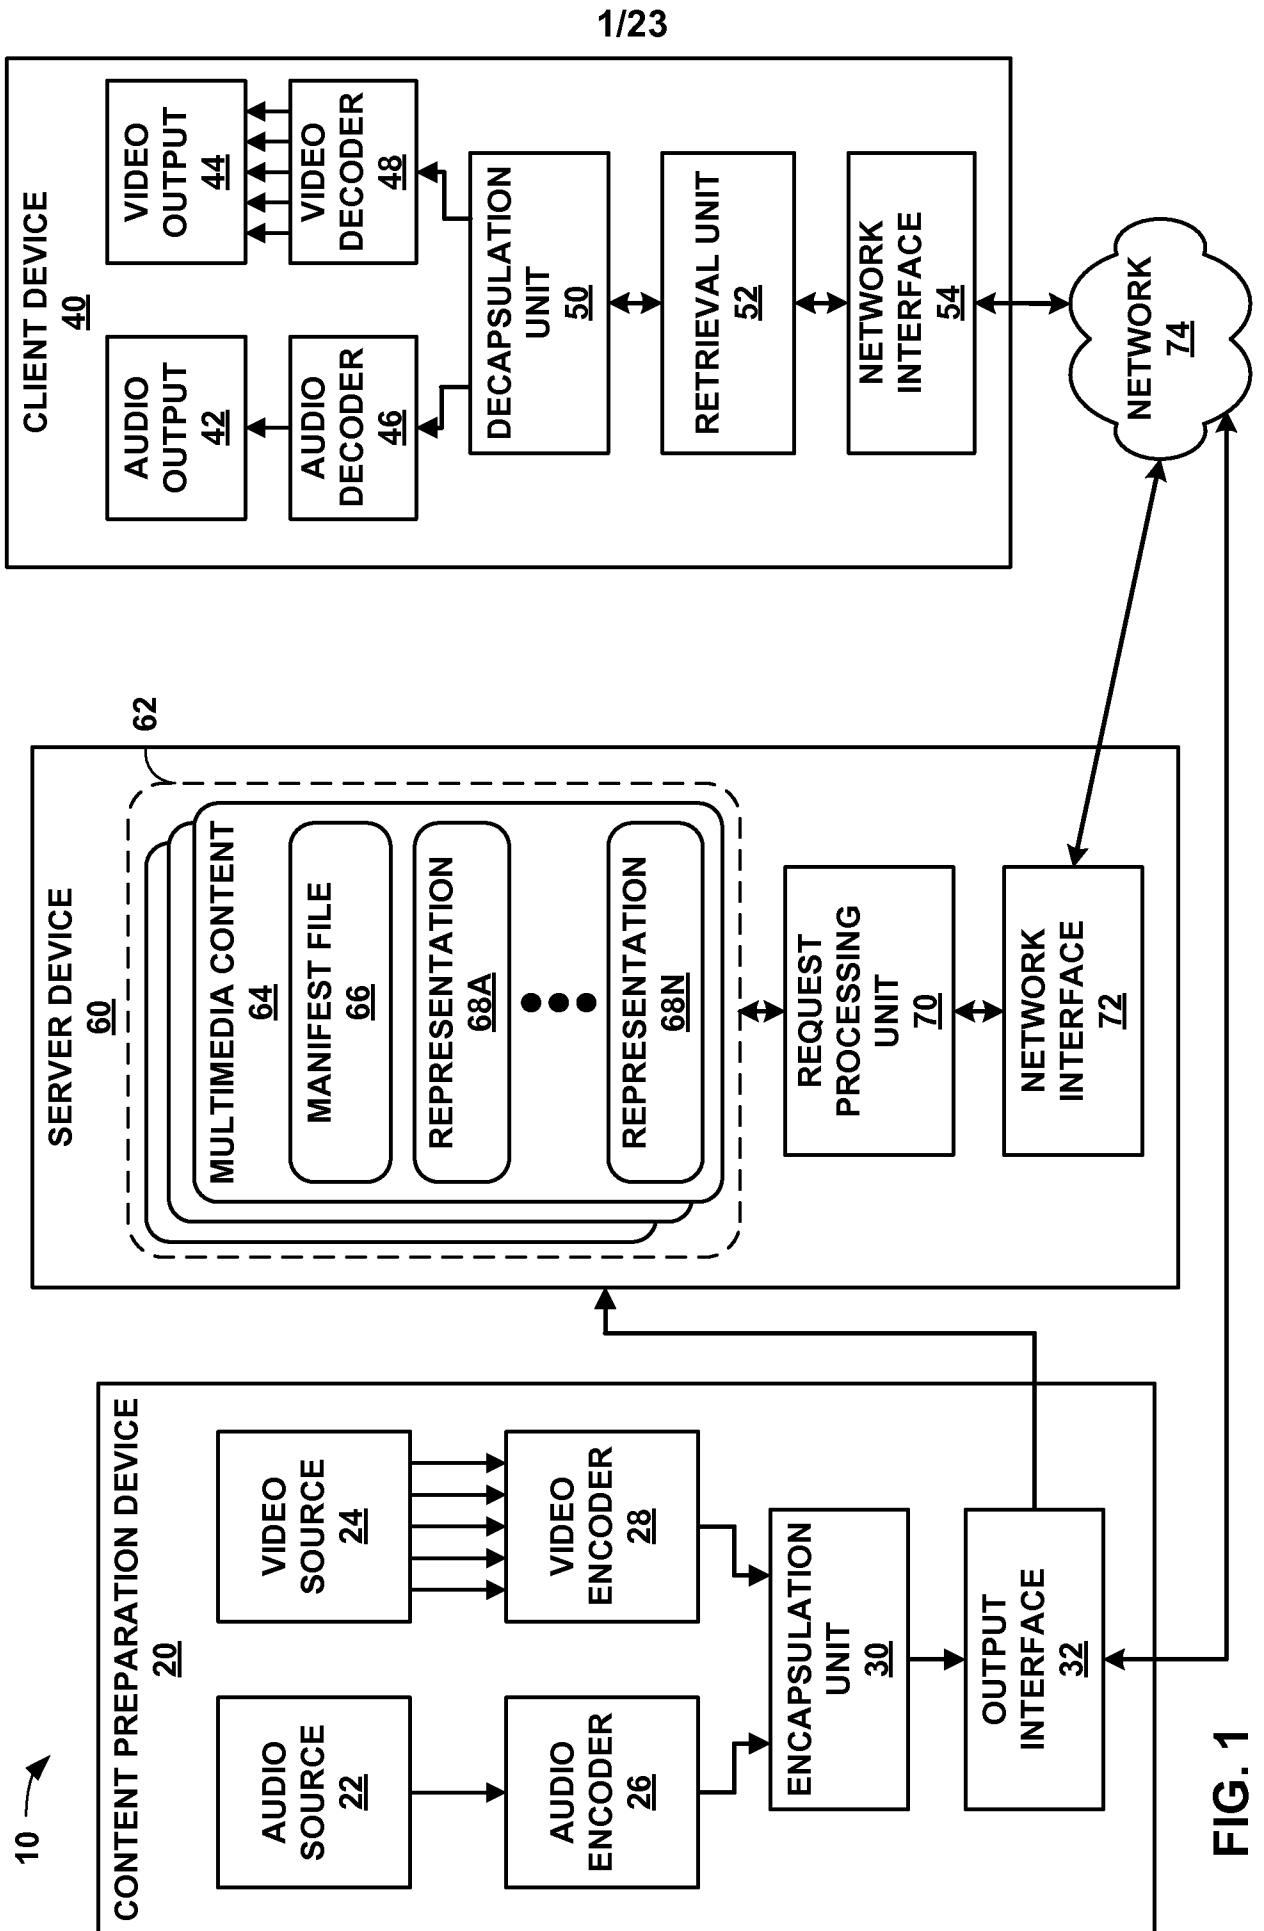 1/23
10
CONTENT PREPARATION DEVICE
20
AUDIO
SOURCE
22
VIDEO
SOURCE
24
AUDIO
ENCODER
26
VIDEO
ENCODER
28
ENCAPSULATION
UNIT
30
OUTPUT
INTERFACE
32
SERVER DEVICE
60
62
MULTIMEDIA CONTENT
64
MANIFEST FILE
66
REPRESENTATION
68A
REPRESENTATION
68N
REQUEST
PROCESSING
UNIT
70
NETWORK
INTERFACE
72
CLIENT DEVICE
40
AUDIO
OUTPUT
42
VIDEO
OUTPUT
44
AUDIO
DECODER
46
VIDEO
DECODER
48
DECAPSULATION
UNIT
50
RETRIEVAL UNIT
52
NETWORK
INTERFACE
54
NETWORK
74
FIG. 1